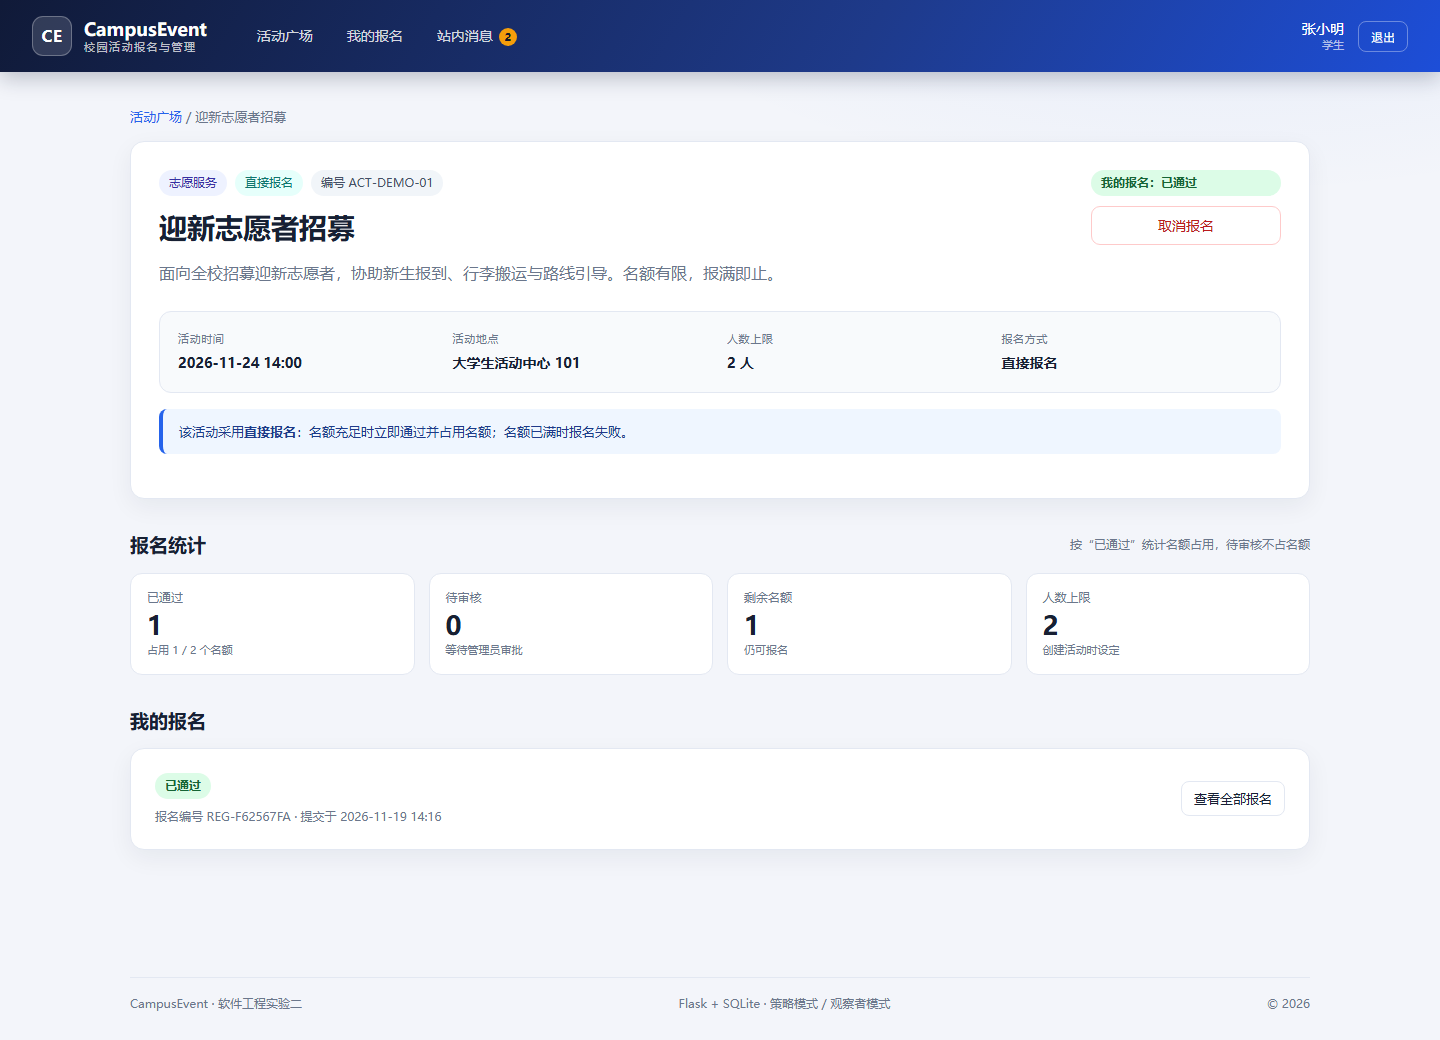 CE
CampusEvent
校园活动报名与管理
活动广场
我的报名
站内消息 2
张小明
学生
退出
活动广场 / 迎新志愿者招募
志愿服务
直接报名
编号 ACT-DEMO-01
我的报名：已通过
迎新志愿者招募
取消报名
面向全校招募迎新志愿者，协助新生报到、行李搬运与路线引导。名额有限，报满即止。
活动时间
2026-11-24 14:00
活动地点
大学生活动中心 101
人数上限
2 人
报名方式
直接报名
该活动采用直接报名：名额充足时立即通过并占用名额；名额已满时报名失败。
报名统计
按“已通过”统计名额占用，待审核不占名额
已通过
1
占用 1 / 2 个名额
待审核
0
等待管理员审批
剩余名额
1
仍可报名
人数上限
2
创建活动时设定
我的报名
已通过
报名编号 REG-F62567FA · 提交于 2026-11-19 14:16
查看全部报名
CampusEvent · 软件工程实验二
Flask + SQLite · 策略模式 / 观察者模式
© 2026